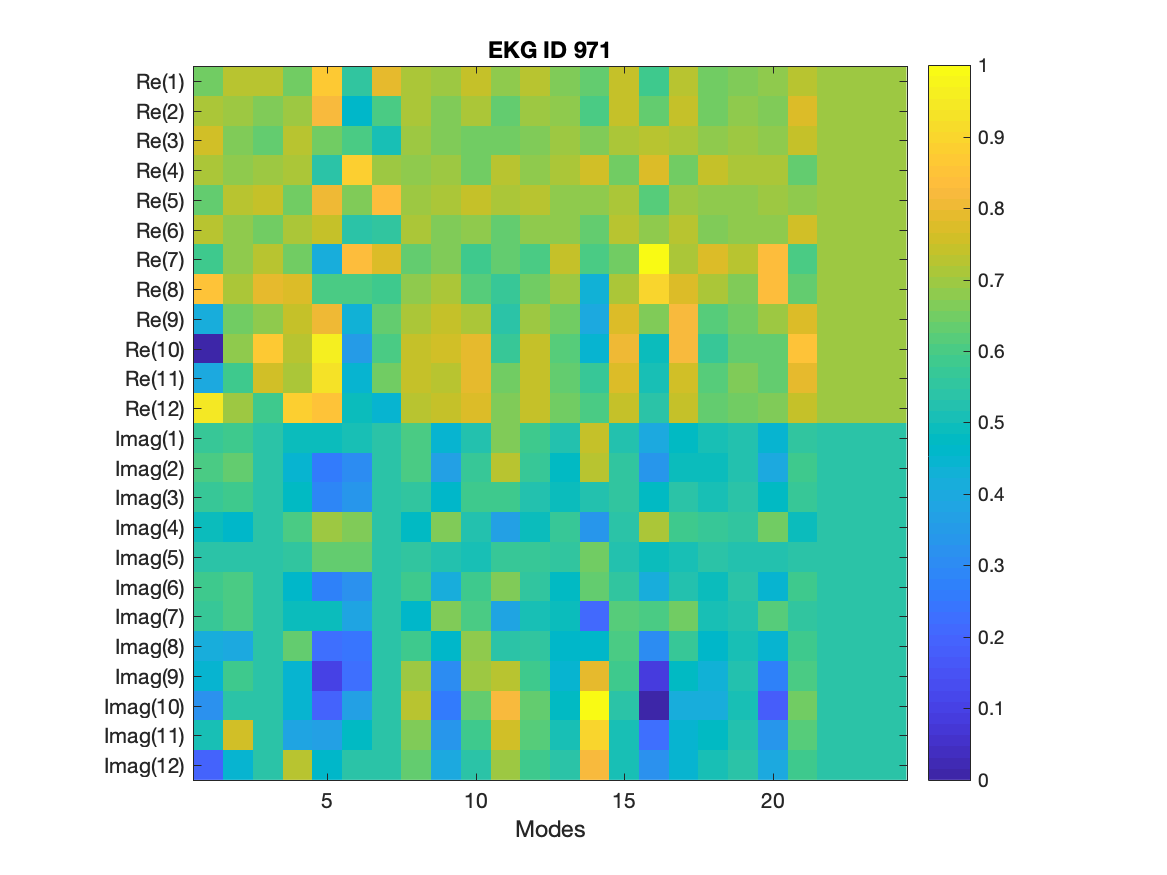 EKG ID 971
Re(1)
Re(2)
Re(3)
Re(4)
Re(5)
Re(6)
Re(7)
Re(8)
Re(9)
Re(10)
Re(11)
Re(12)
Imag(1)
Imag(2)
Imag(3)
Imag(4)
Imag(5)
Imag(6)
Imag(7)
Imag(8)
Imag(9)
Imag(10)
Imag(11)
Imag(12)
5 10 15 20
Modes
1
0.9
0.8
0.7
0.6
0.5
0.4
0.3
0.2
0.1
0